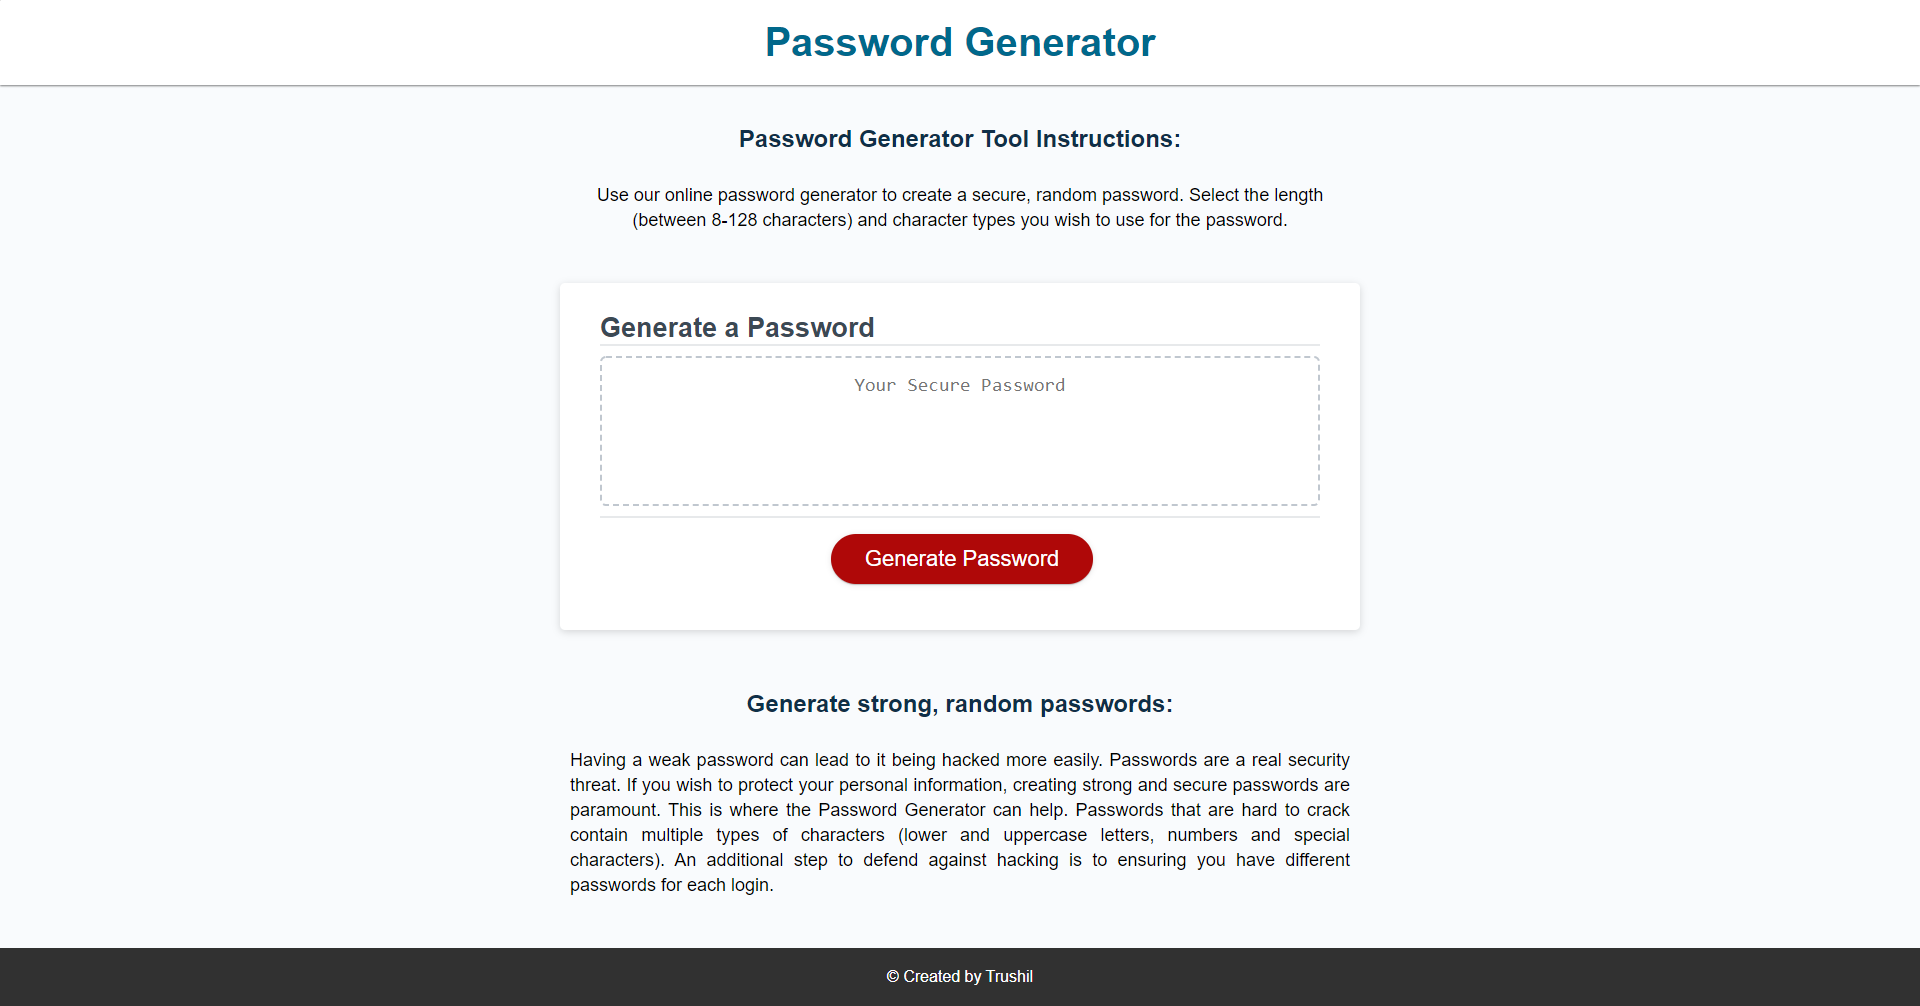 Password Generator
Password Generator Tool Instructions:
Use our online password generator to create a secure, random password. Select the length
(between 8-128 characters) and character types you wish to use for the password.
Generate a Password
Your Secure Password
Generate Password
Generate strong, random passwords:
Having a weak password can lead to it being hacked more easily. Passwords are a real security
threat. If you wish to protect your personal information, creating strong and secure passwords are
paramount. This is where the Password Generator can help. Passwords that are hard to crack
contain multiple types of characters (lower and uppercase letters, numbers and special
characters). An additional step to defend against hacking is to ensuring you have different
passwords for each login.
© Created by Trushil